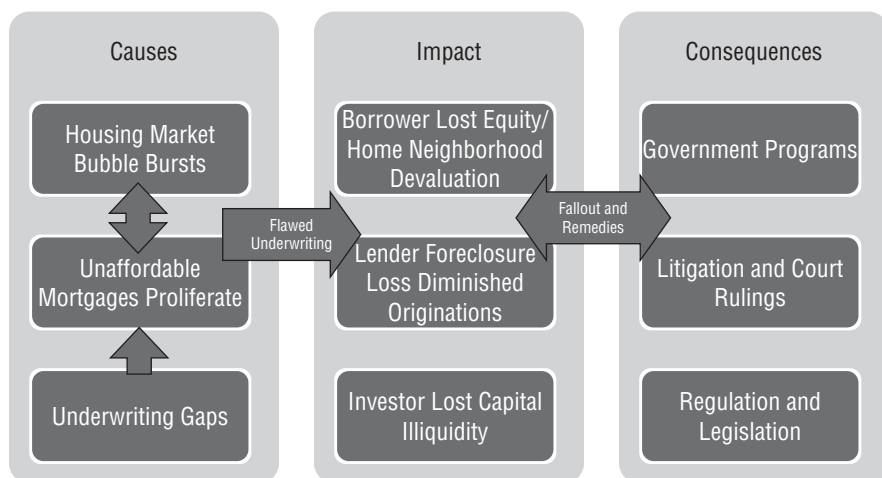 Causes
Housing Market
Bubble Bursts
Unaffordable
Mortgages Proliferate
Underwriting Gaps
Flawed
Underwriting
Impact
Borrower Lost Equity/
Home Neighborhood
Devaluation
Lender Foreclosure
Loss Diminished
Originations
Investor Lost Capital
Illiquidity
Fallout and
Remedies
Consequences
Government Programs
Litigation and Court
Rulings
Regulation and
Legislation